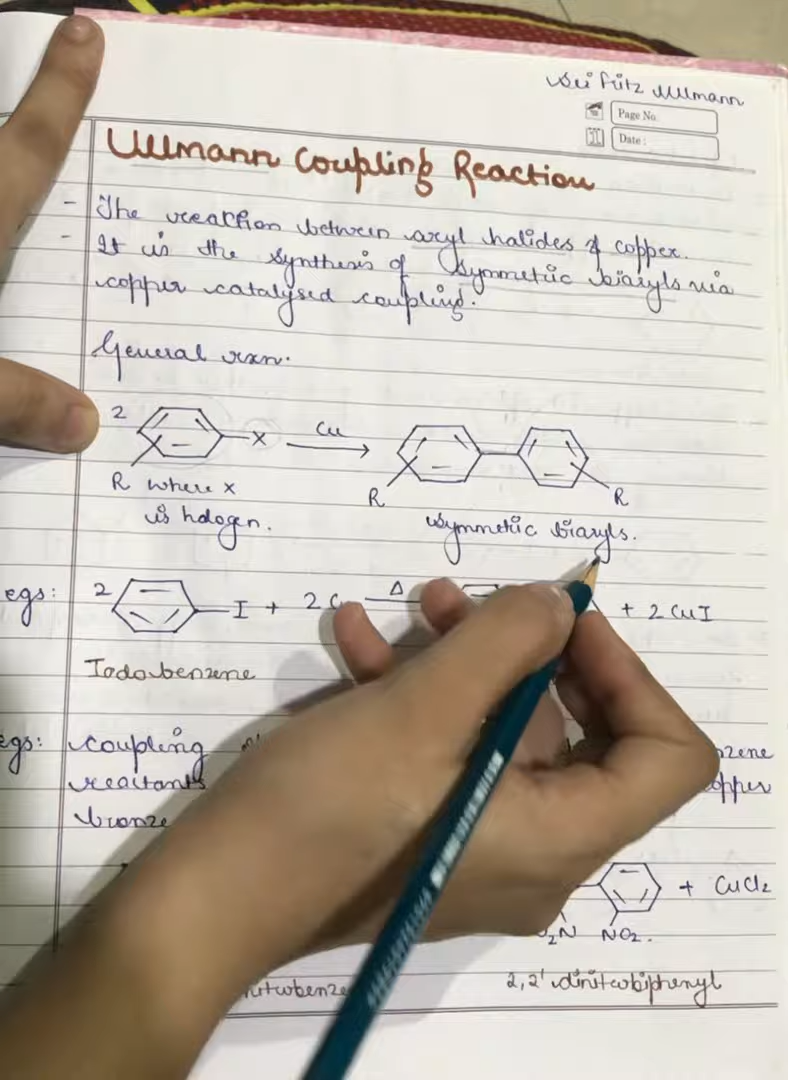 Fritz Ullmann
Page No.
Date :
Ullmann Coupling Reaction
- The reaction between aryl halides & copper.
- It is the synthesis of symmetric biaryls via
copper catalysed coupling.
General rxn.
2 X Cu
R where x R R
is halogen. symmetric biaryls.
egs: 2 I + 2 C Δ + 2 CuI
Iodobenzene
egs: coupling
reactants
bronze
+ CuCl2
NO2.
2,2' dinitrobiphenyl